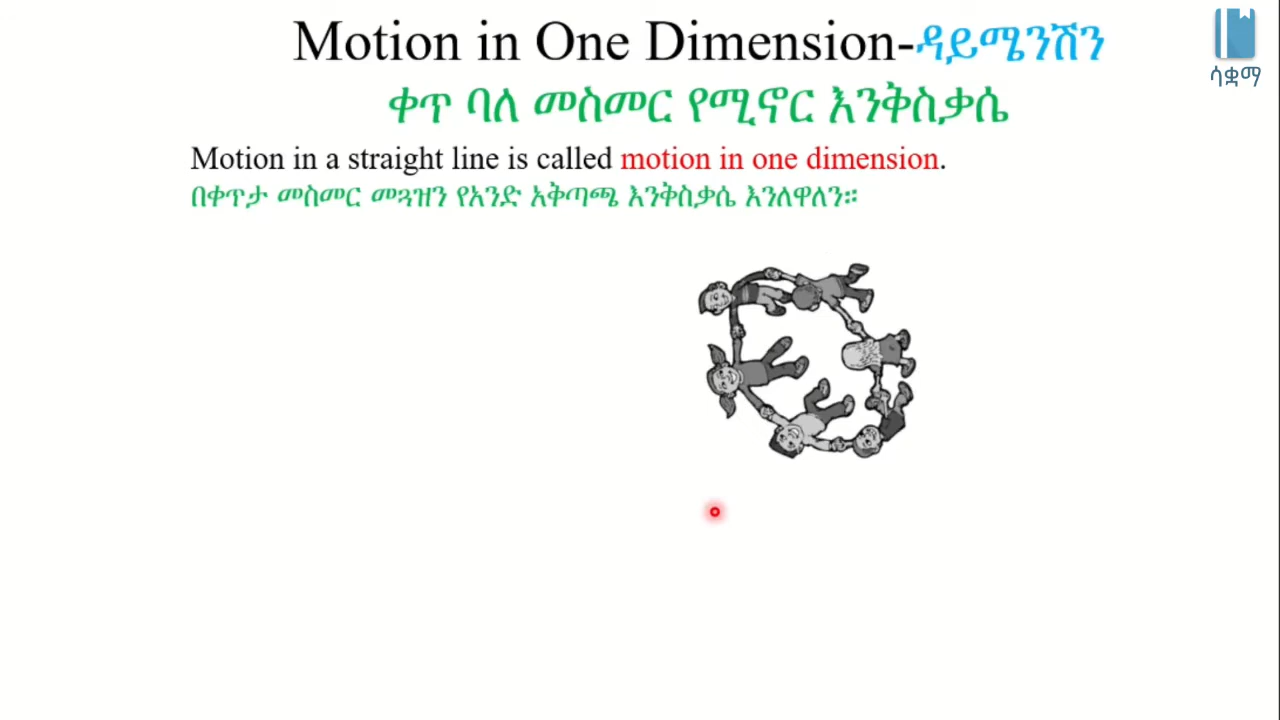 Motion in One Dimension-ዳይሜንሽን
ሳቋማ
ቀጥ ባለ መስመር የሚኖር እንቅስቃሴ
Motion in a straight line is called motion in one dimension.
በቀጥታ መስመር መጓዝን የአንድ አቅጣጫ እንቅስቃሴ እንለዋለን።